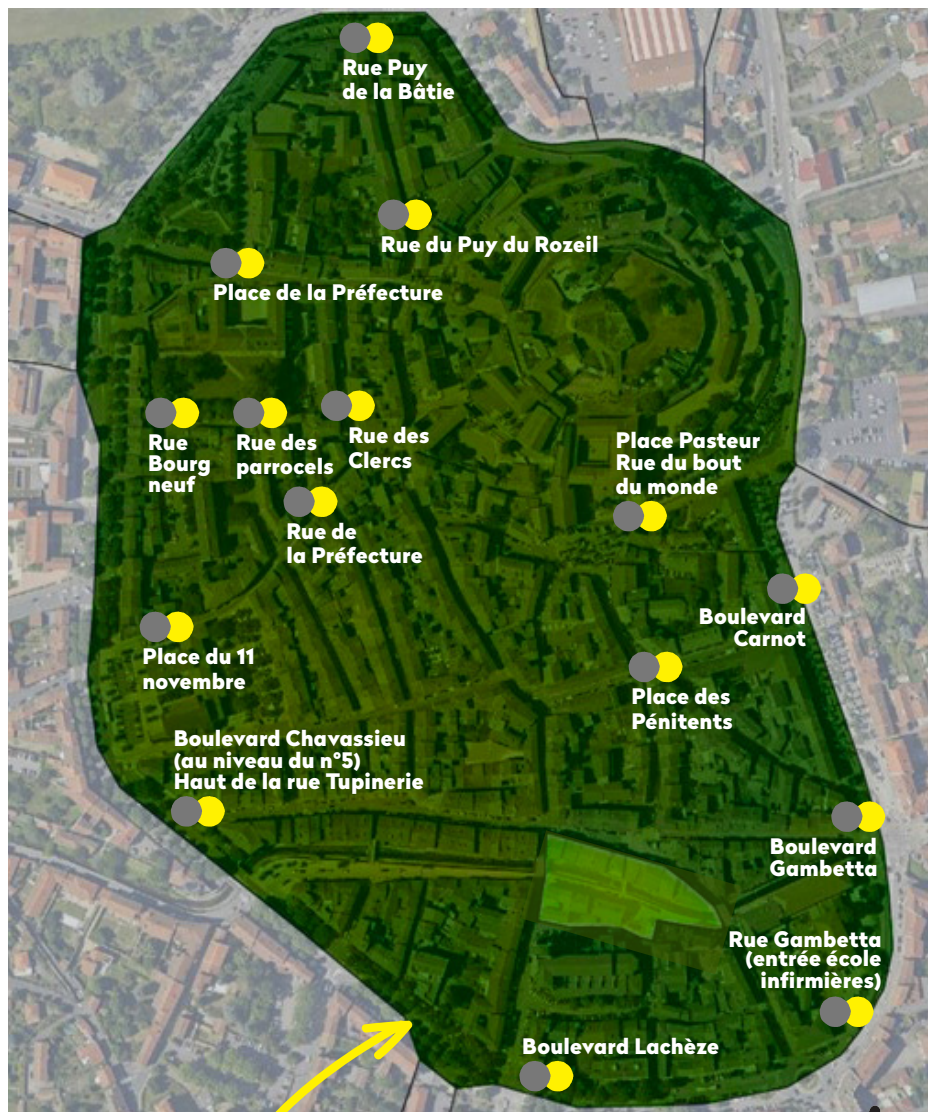 Rue Puy
de la Bâtie
Rue du Puy du Rozeil
Place de la Préfecture
Rue
Bourg
neuf
Rue des
parrocels
Rue des
Clercs
Place Pasteur
Rue du bout
du monde
Rue de
la Préfecture
Boulevard
Carnot
Place du 11
novembre
Place des
Pénitents
Boulevard Chavassieu
(au niveau du n°5)
Haut de la rue Tupinerie
Boulevard
Gambetta
Rue Gambetta
(entrée école
infirmières)
Boulevard Lachèze